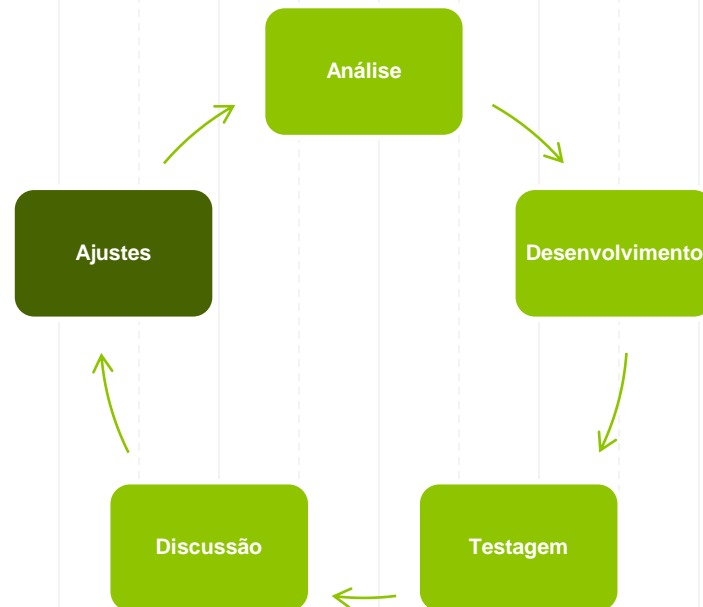 Análise
Desenvolvimento
Testagem
Discussão
Ajustes